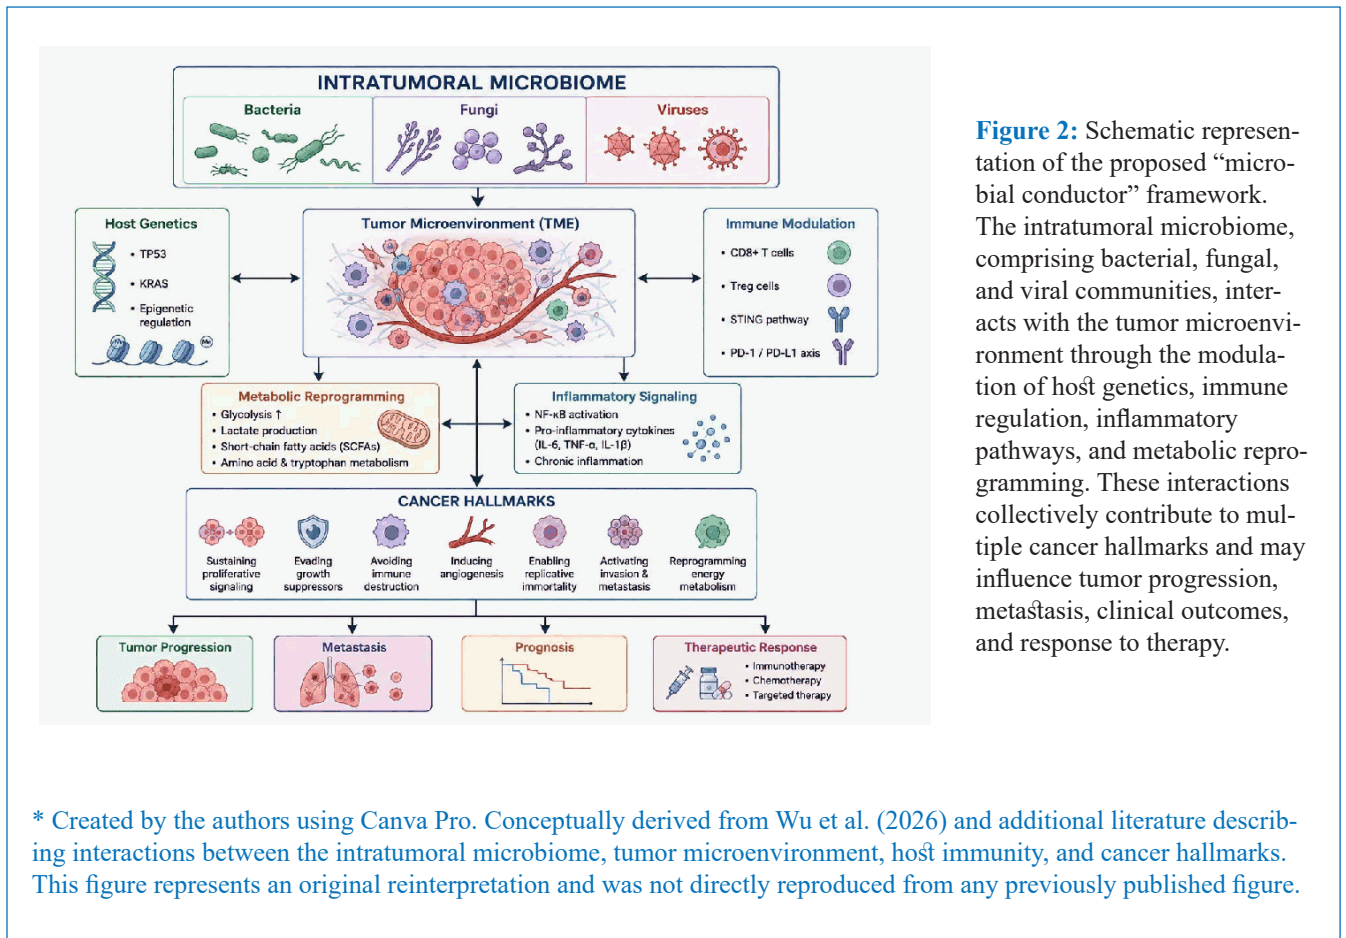 INTRATUMORAL MICROBIOME
Bacteria
Fungi
Viruses
Host Genetics
• TP53
• KRAS
• Epigenetic
regulation
Me
Me
Tumor Microenvironment (TME)
Immune Modulation
• CD8+ T cells
• Treg cells
• STING pathway
• PD-1 / PD-L1 axis
Metabolic Reprogramming
• Glycolysis ↑
• Lactate production
• Short-chain fatty acids (SCFAs)
• Amino acid & tryptophan metabolism
Inflammatory Signaling
• NF-κB activation
• Pro-inflammatory cytokines
(IL-6, TNF-α, IL-1β)
• Chronic inflammation
CANCER HALLMARKS
Sustaining
proliferative
signaling
Evading
growth
suppressors
Avoiding
immune
destruction
Inducing
angiogenesis
Enabling
replicative
immortality
Activating
invasion &
metastasis
Reprogramming
energy
metabolism
Tumor Progression
Metastasis
Prognosis
Therapeutic Response
• Immunotherapy
• Chemotherapy
• Targeted therapy
Figure 2: Schematic represen-
tation of the proposed “micro-
bial conductor” framework.
The intratumoral microbiome,
comprising bacterial, fungal,
and viral communities, inter-
acts with the tumor microenvi-
ronment through the modula-
tion of host genetics, immune
regulation, inflammatory
pathways, and metabolic repro-
gramming. These interactions
collectively contribute to mul-
tiple cancer hallmarks and may
influence tumor progression,
metastasis, clinical outcomes,
and response to therapy.
* Created by the authors using Canva Pro. Conceptually derived from Wu et al. (2026) and additional literature describ-
ing interactions between the intratumoral microbiome, tumor microenvironment, host immunity, and cancer hallmarks.
This figure represents an original reinterpretation and was not directly reproduced from any previously published figure.